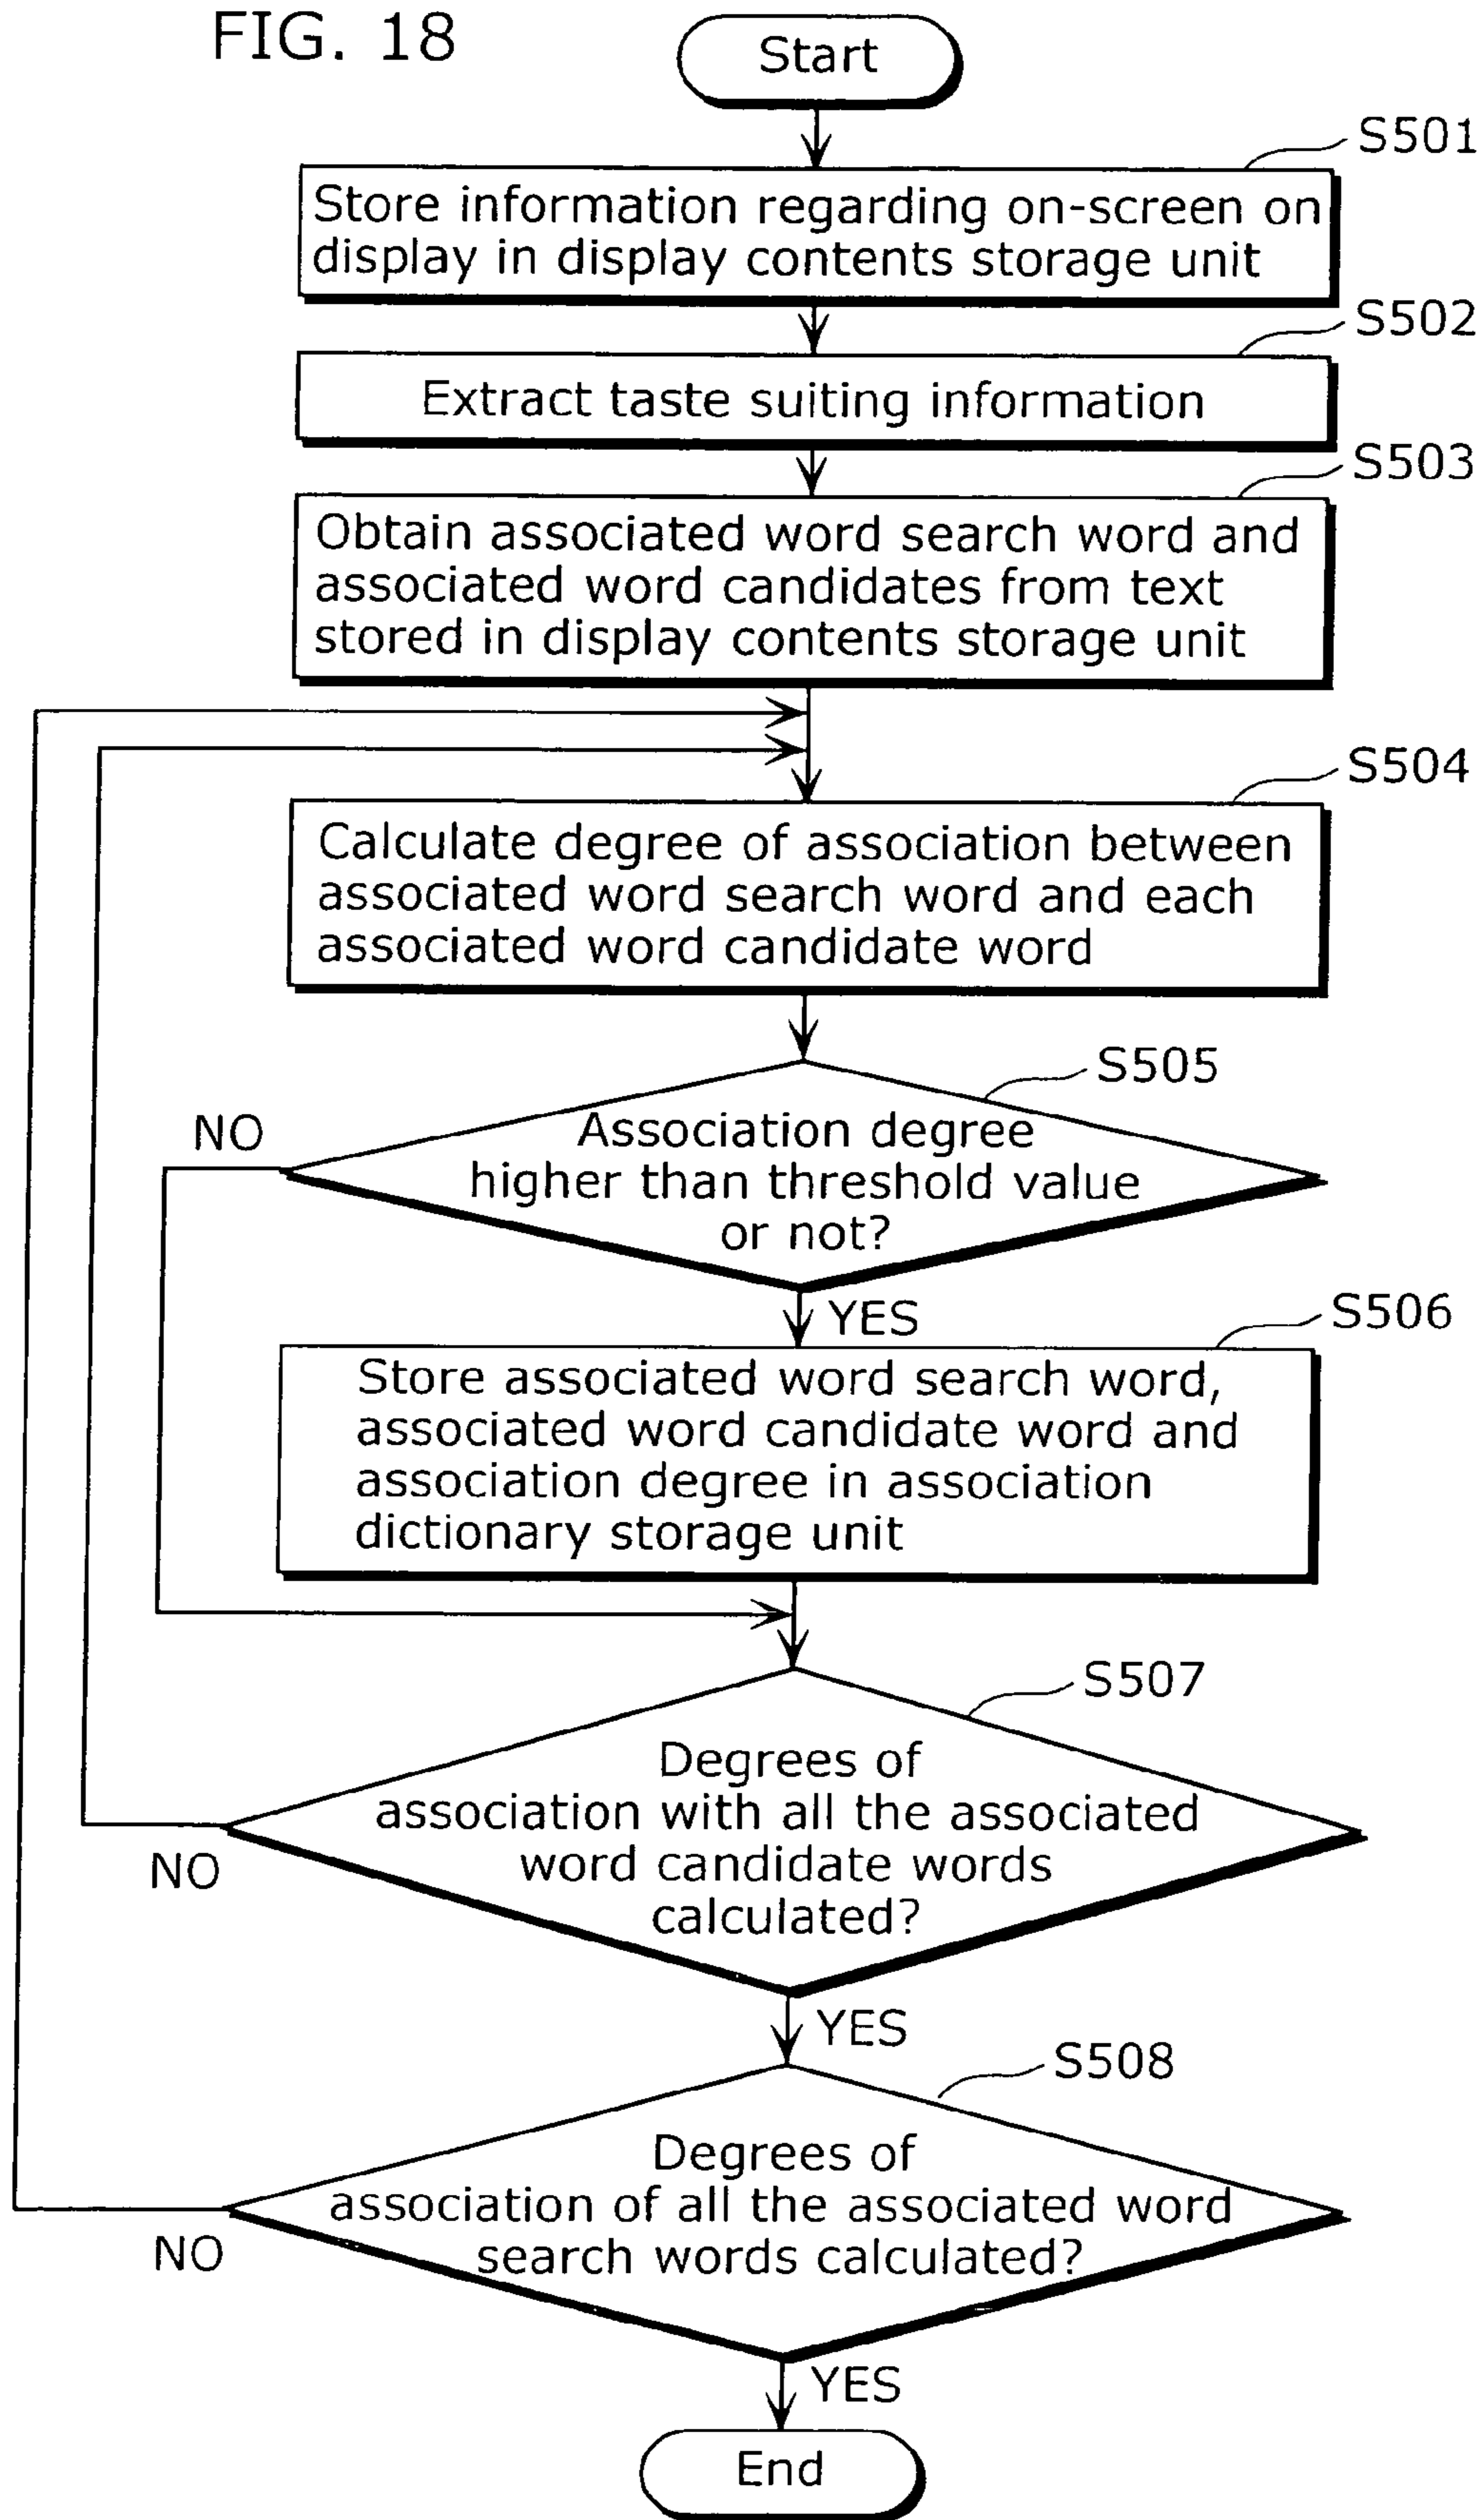 FIG. 18
Start
S501
Store information regarding on-screen on
display in display contents storage unit
S502
Extract taste suiting information
S503
Obtain associated word search word and
associated word candidates from text
stored in display contents storage unit
S504
Calculate degree of association between
associated word search word and each
associated word candidate word
S505
NO
Association degree
higher than threshold value
or not?
YES
S506
Store associated word search word,
associated word candidate word and
association degree in association
dictionary storage unit
S507
Degrees of
association with all the associated
word candidate words
calculated?
NO
YES
S508
Degrees of
association of all the associated word
search words calculated?
NO
YES
End